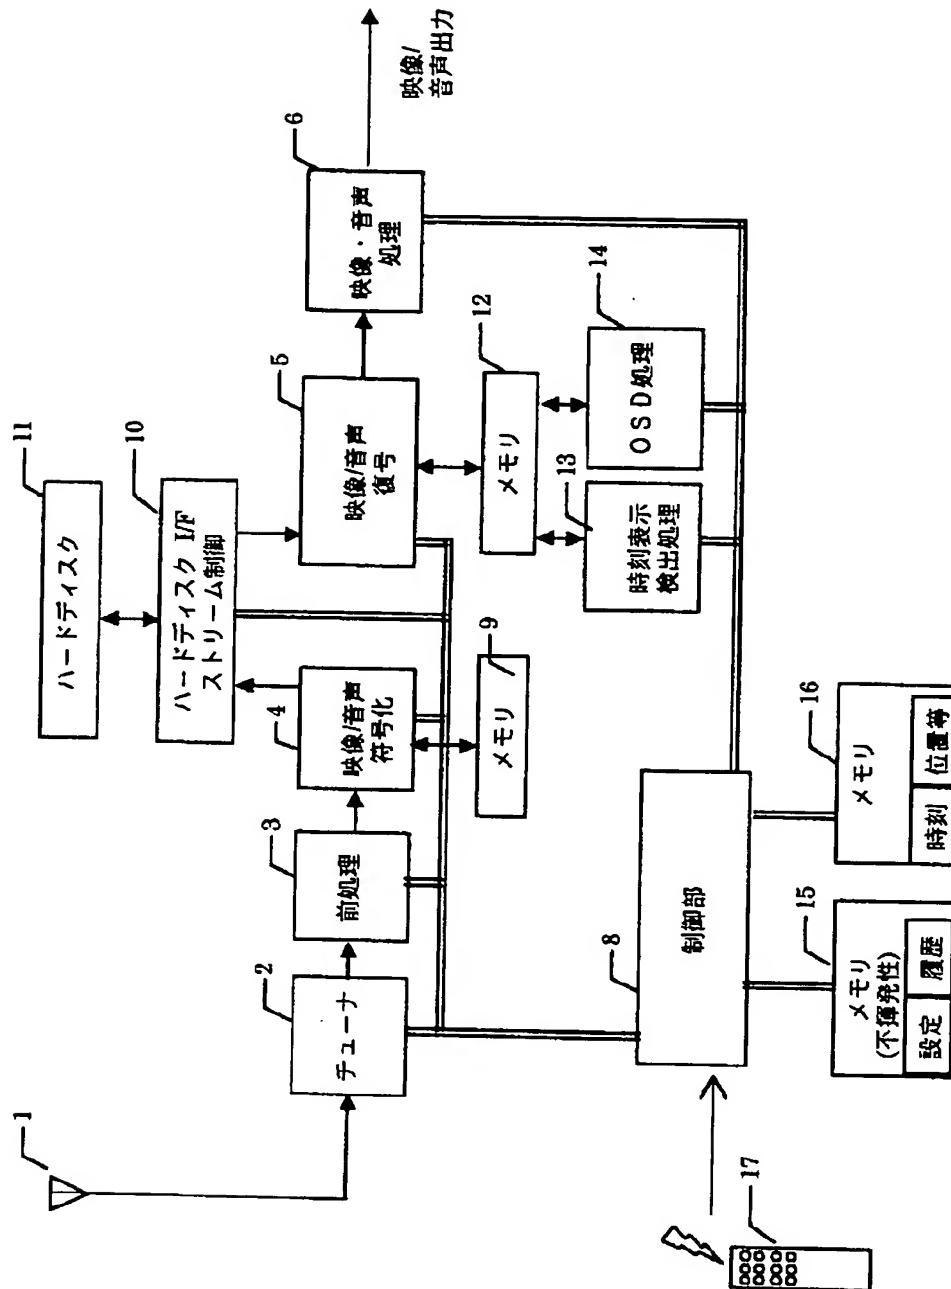 1
2
チューナ
3
前処理
4
映像/音声
符号化
5
映像/音声
復号
6
映像・音声
処理
映像/
音声出力
11
ハードディスク
10
ハードディスク I/F
ストリーム制御
9
メモリ
12
メモリ
13
時刻表示
検出処理
14
OSD処理
8
制御部
15
メモリ
(不揮発性)
設定
履歴
16
メモリ
時刻
位置等
17